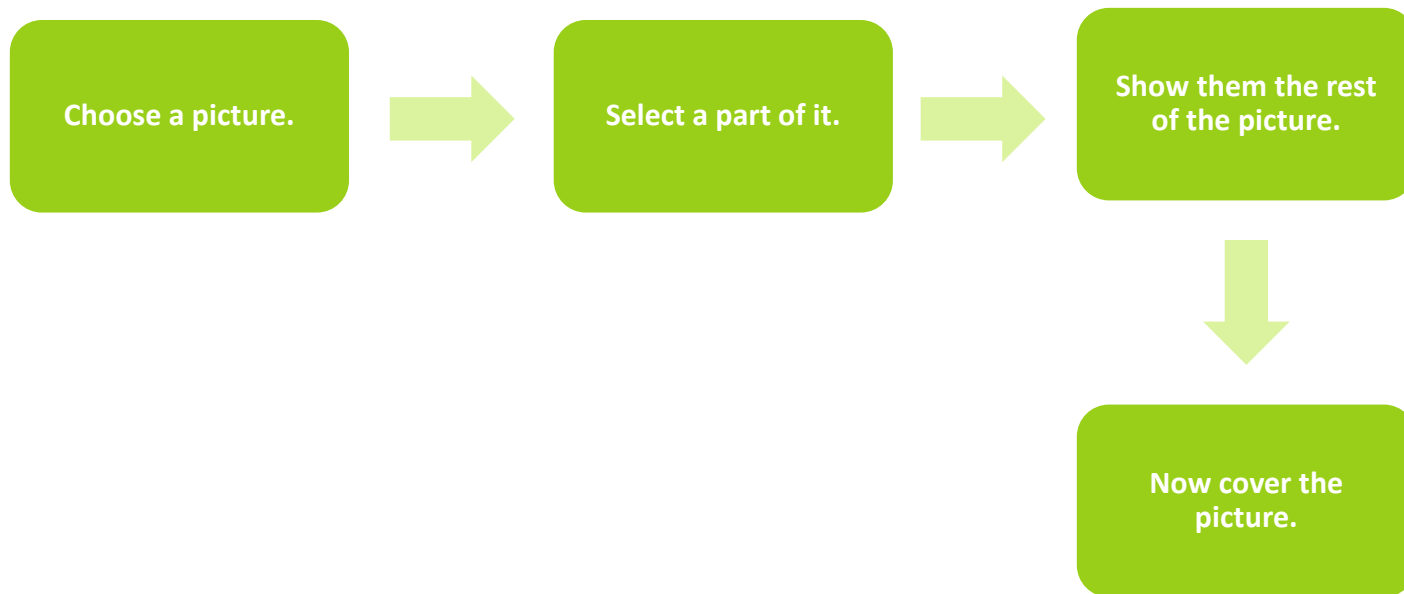 Choose a picture.
Select a part of it.
Show them the rest
of the picture.
Now cover the
picture.